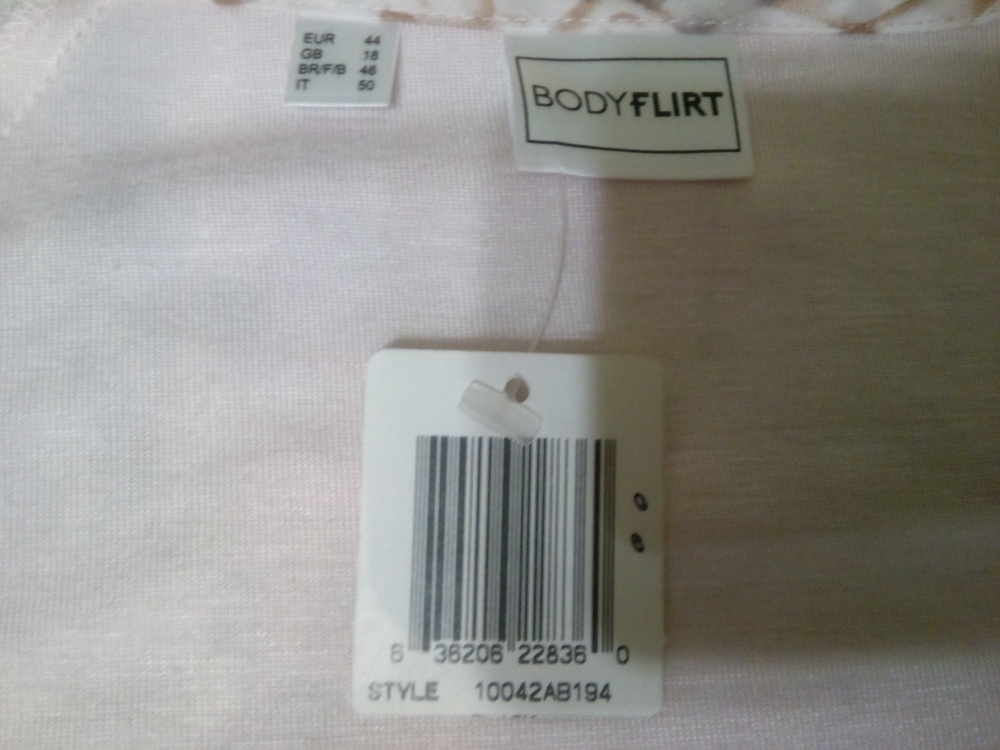 EUR 44
GB 18
BR/F/B 46
IT 50
BODYFLIRT
6 36206 22836 0
STYLE 10042AB194